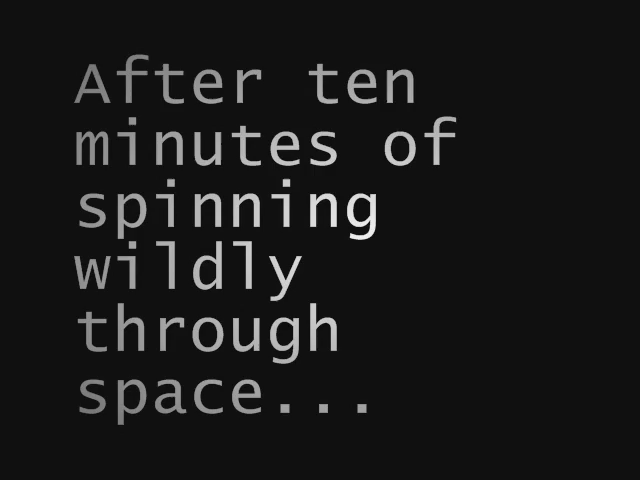 After ten
minutes of
spinning
wildly
through
space...